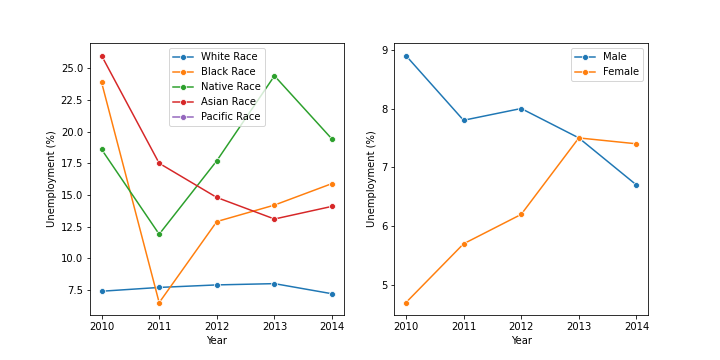 Unemployment (%)
25.0
22.5
20.0
17.5
15.0
12.5
10.0
7.5
White Race
Black Race
Native Race
Asian Race
Pacific Race
2010 2011 2012 2013 2014
Year
Unemployment (%)
9
8
7
6
5
Male
Female
2010 2011 2012 2013 2014
Year